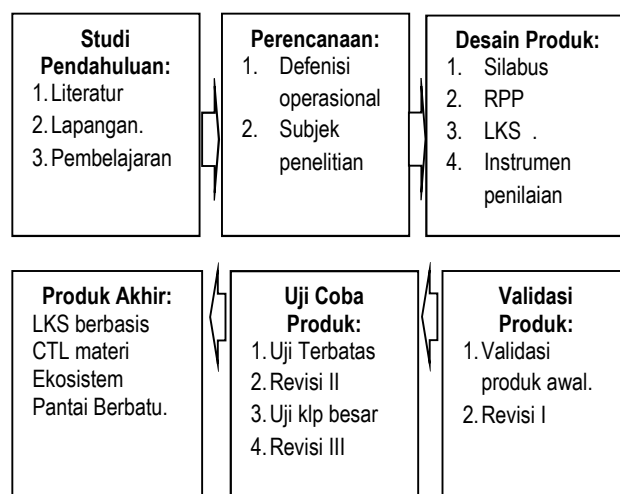 Studi
Pendahuluan:
1. Literatur
2. Lapangan.
3. Pembelajaran
Perencanaan:
1. Defenisi
operasional
2. Subjek
penelitian
Desain Produk:
1. Silabus
2. RPP
3. LKS .
4. Instrumen
penilaian
Produk Akhir:
LKS berbasis
CTL materi
Ekosistem
Pantai Berbatu.
Uji Coba
Produk:
1. Uji Terbatas
2. Revisi II
3. Uji klp besar
4. Revisi III
Validasi
Produk:
1. Validasi
produk awal.
2. Revisi I